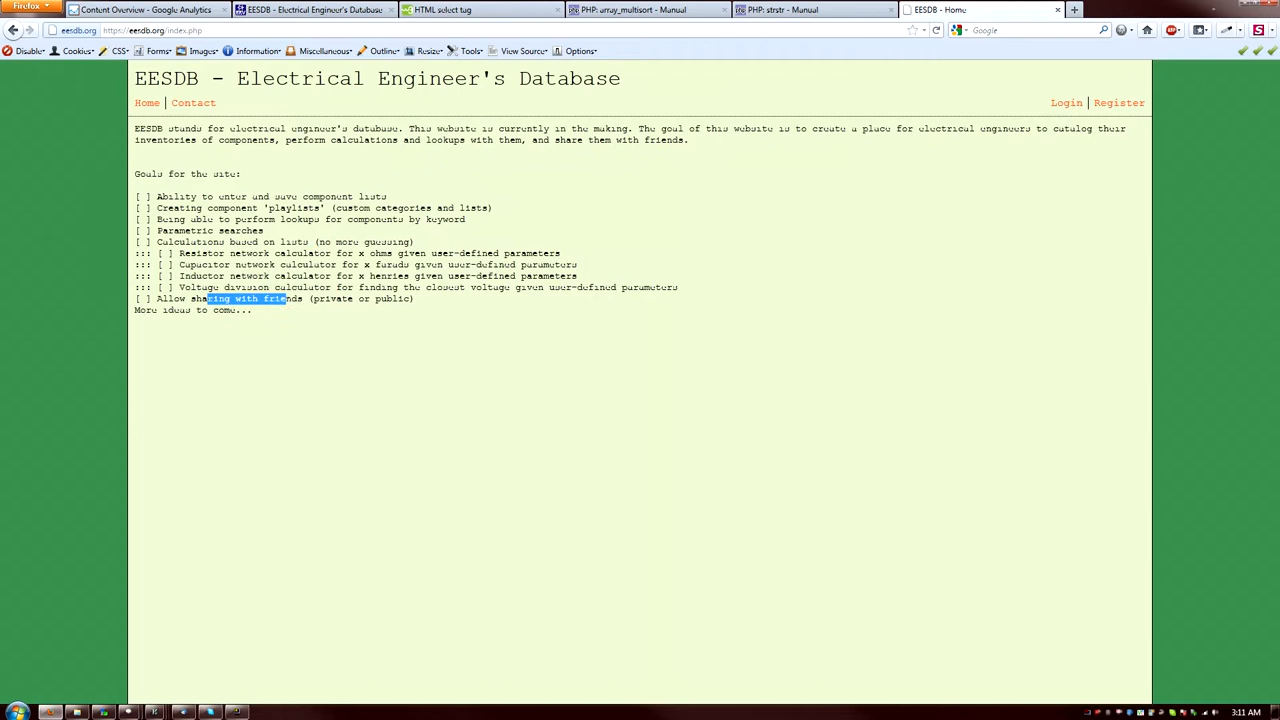 Firefox
Content Overview - Google Analytics
EESDB - Electrical Engineer's Database
HTML select tag
PHP: array_multisort - Manual
PHP: strstr - Manual
EESDB - Home
eesdb.org
https://eesdb.org/index.php
Google
Disable
Cookies
CSS
Forms
Images
Information
Miscellaneous
Outline
Resize
Tools
View Source
Options
EESDB - Electrical Engineer's Database
Home | Contact
Login | Register
EESDB stands for electrical engineer's database. This website is currently in the making. The goal of this website is to create a place for electrical engineers to catalog their
inventories of components, perform calculations and lookups with them, and share them with friends.
Goals for the site:
[ ] Ability to enter and save component lists
[ ] Creating component 'playlists' (custom categories and lists)
[ ] Being able to perform lookups for components by keyword
[ ] Parametric searches
[ ] Calculations based on lists (no more guessing)
::: [ ] Resistor network calculator for x ohms given user-defined parameters
::: [ ] Capacitor network calculator for x farads given user-defined parameters
::: [ ] Inductor network calculator for x henries given user-defined parameters
::: [ ] Voltage division calculator for finding the closest voltage given user-defined parameters
[ ] Allow sharing with friends (private or public)
More ideas to come...
3:11 AM